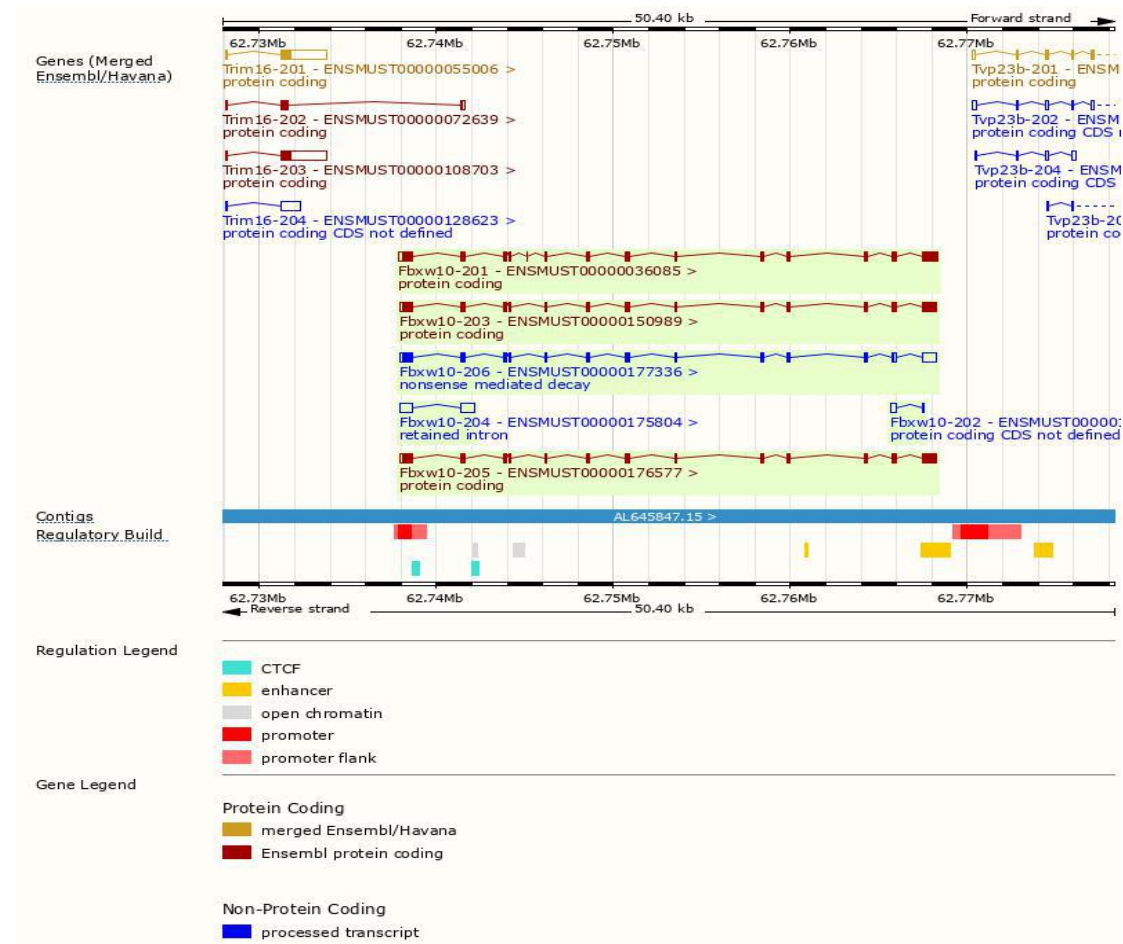 50.40 kb Forward strand
62.73Mb 62.74Mb 62.75Mb 62.76Mb 62.77Mb
Genes (Merged
Ensembl/Havana)
Trim16-201 - ENSMUST00000055006 >
protein coding
Tvp23b-201 - ENSM
protein coding
Trim16-202 - ENSMUST00000072639 >
protein coding
Tvp23b-202 - ENSM
protein coding CDS
Trim16-203 - ENSMUST00000108703 >
protein coding
Tvp23b-204 - ENSM
protein coding CDS
Trim16-204 - ENSMUST00000128623 >
protein coding CDS not defined
Tvp23b-20
protein co
Fbxw10-201 - ENSMUST00000036085 >
protein coding
Fbxw10-203 - ENSMUST00000150989 >
protein coding
Fbxw10-206 - ENSMUST00000177336 >
nonsense mediated decay
Fbxw10-204 - ENSMUST00000175804 >
retained intron
Fbxw10-202 - ENSMUST000001
protein coding CDS not defined
Fbxw10-205 - ENSMUST00000176577 >
protein coding
Contigs
AL645847.15 >
Regulatory Build
62.73Mb 62.74Mb 62.75Mb 62.76Mb 62.77Mb
Reverse strand 50.40 kb
Regulation Legend
CTCF
enhancer
open chromatin
promoter
promoter flank
Gene Legend
Protein Coding
merged Ensembl/Havana
Ensembl protein coding
Non-Protein Coding
processed transcript